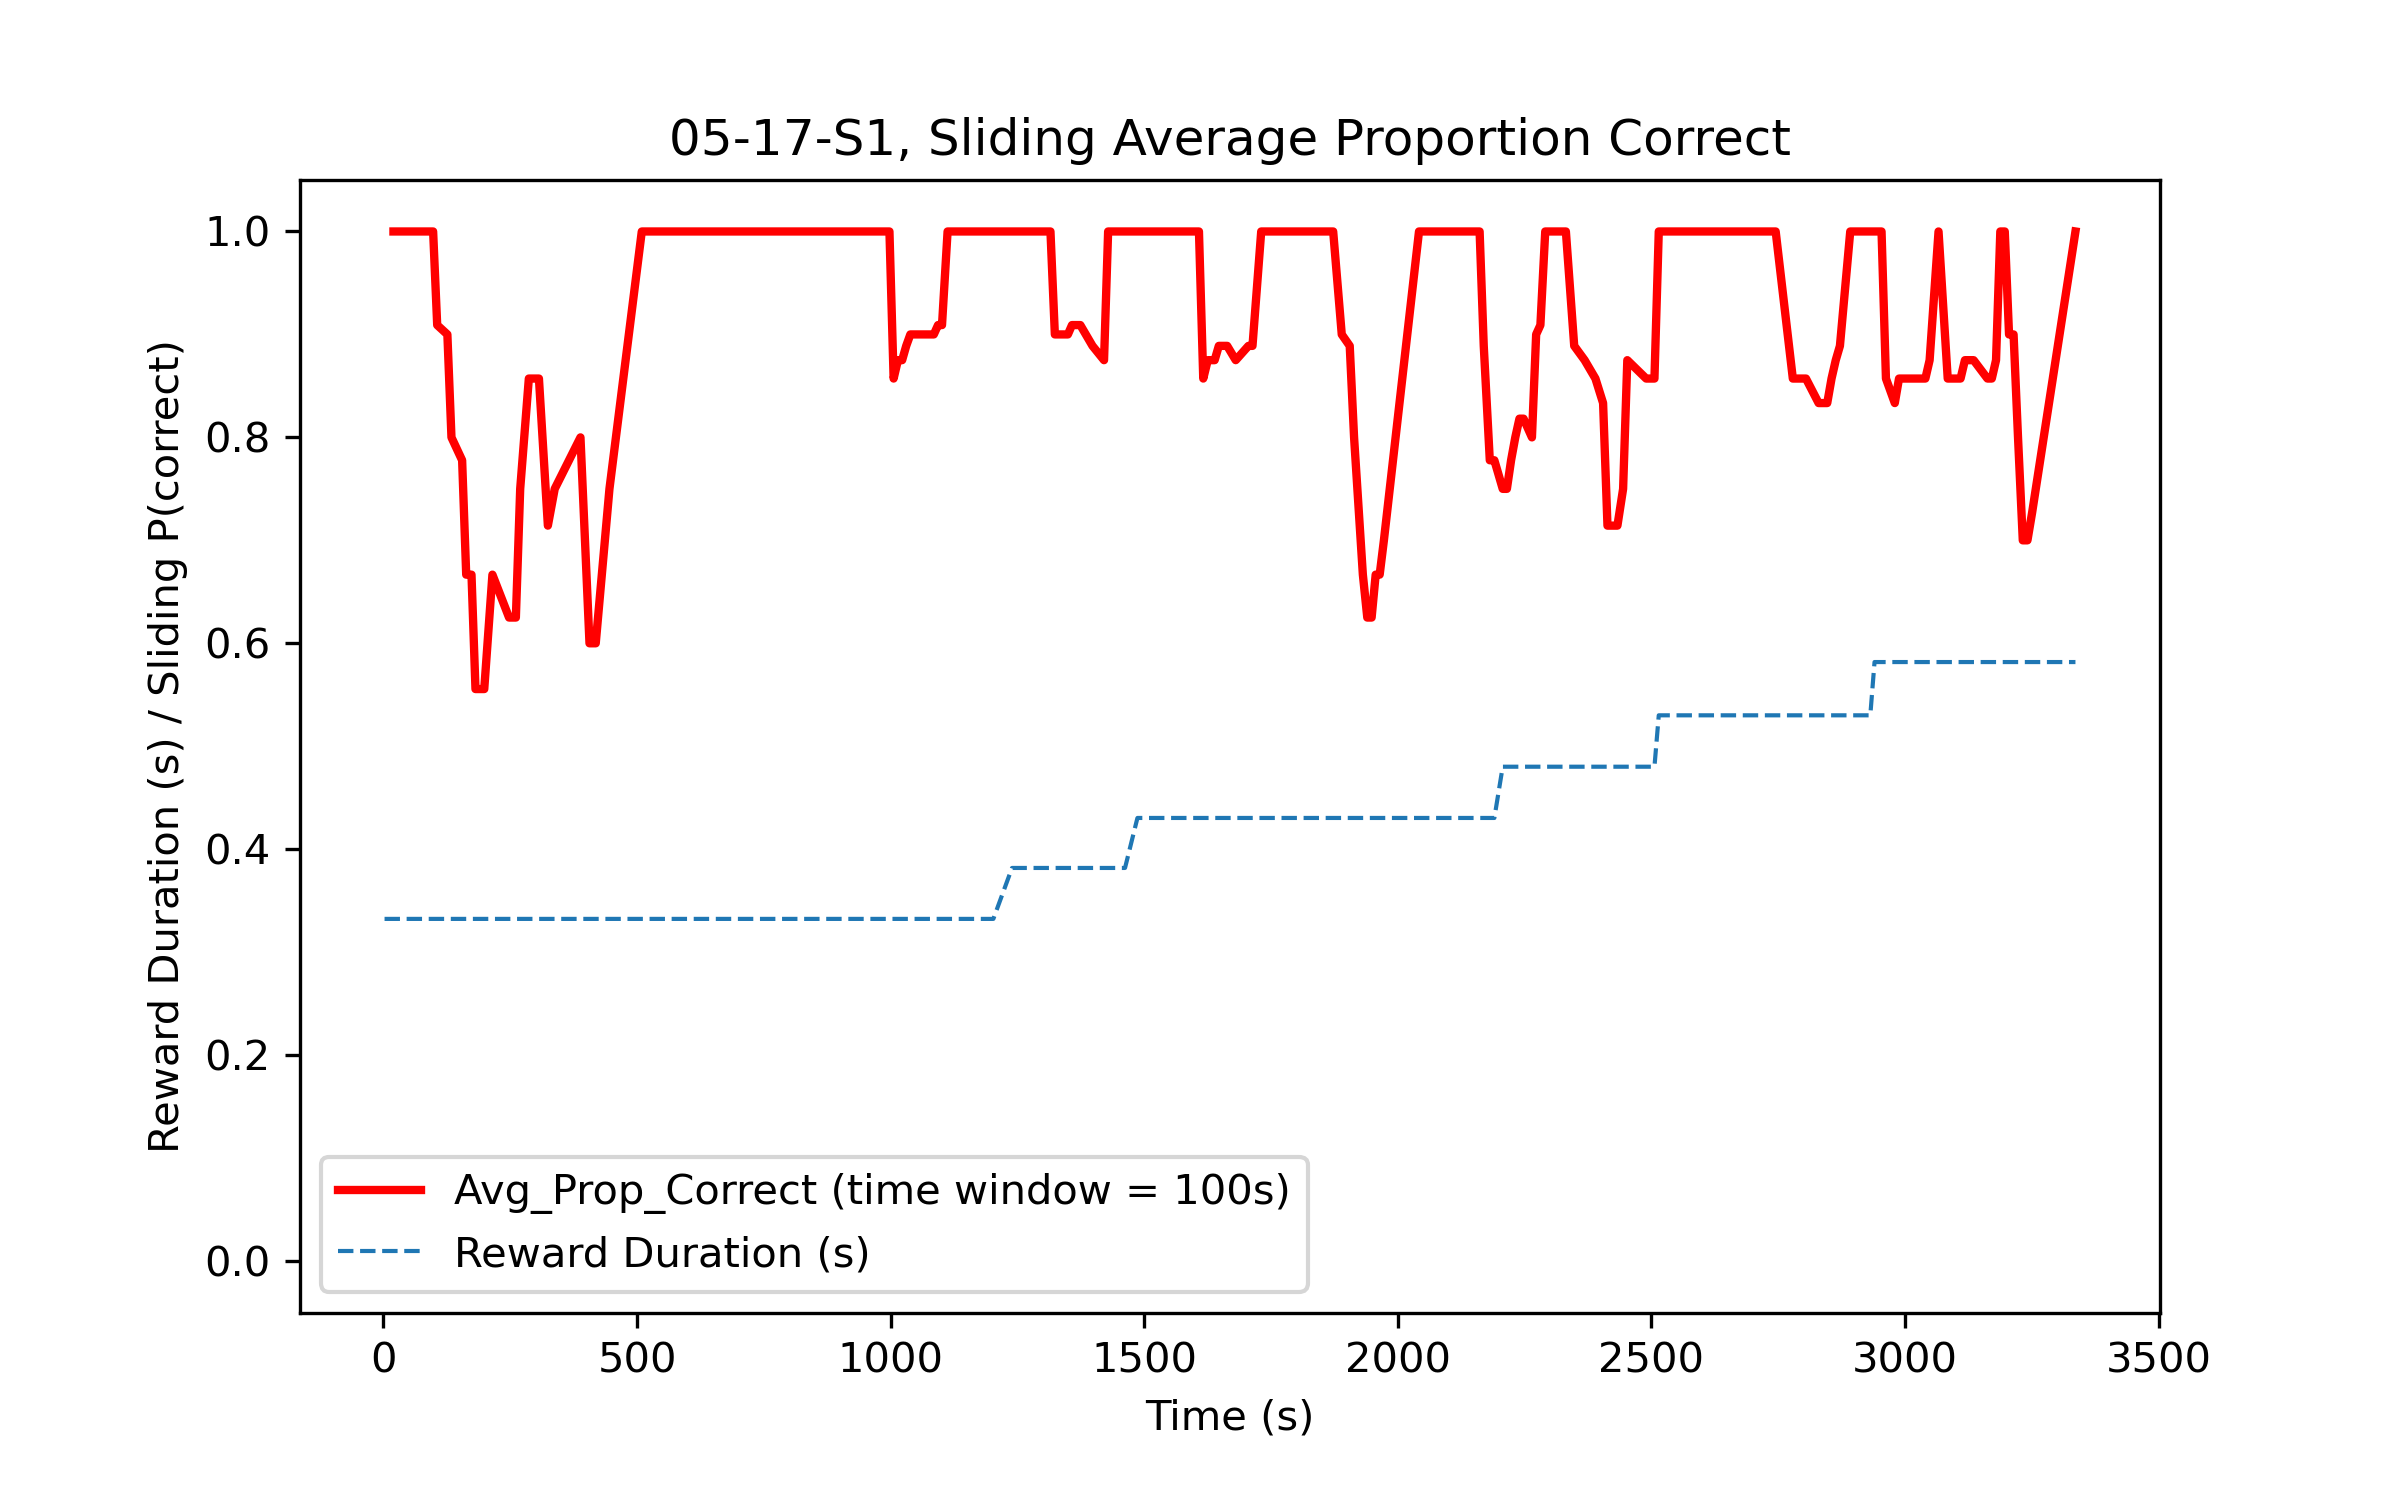 05-17-S1, Sliding Average Proportion Correct
Reward Duration (s) / Sliding P(correct)
1.0
0.8
0.6
0.4
0.2
0.0
Avg_Prop_Correct (time window = 100s)
Reward Duration (s)
0 500 1000 1500 2000 2500 3000 3500
Time (s)